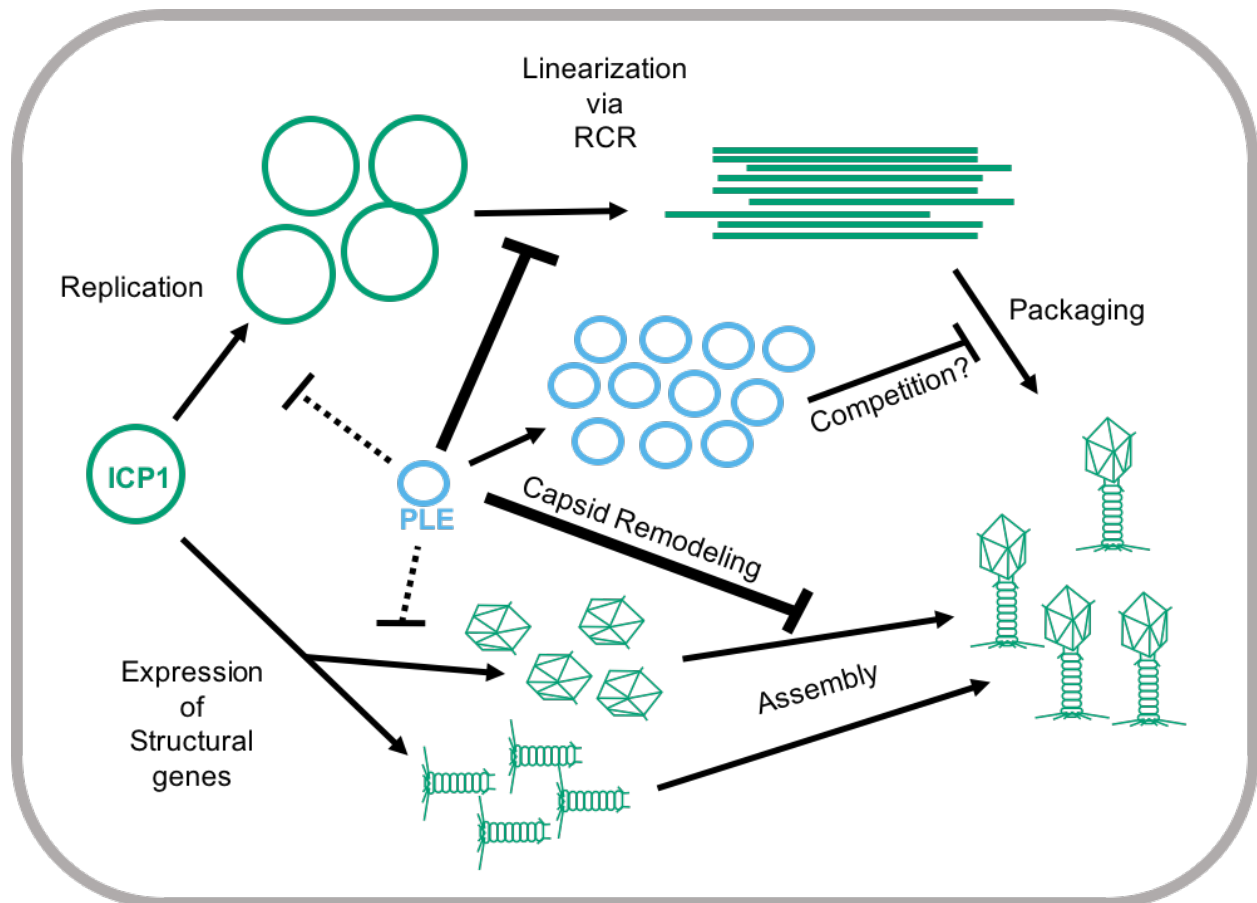 Linearization
via
RCR
Replication
Packaging
Competition?
ICP1
PLE
Capsid Remodeling
Expression
of
Structural
genes
Assembly